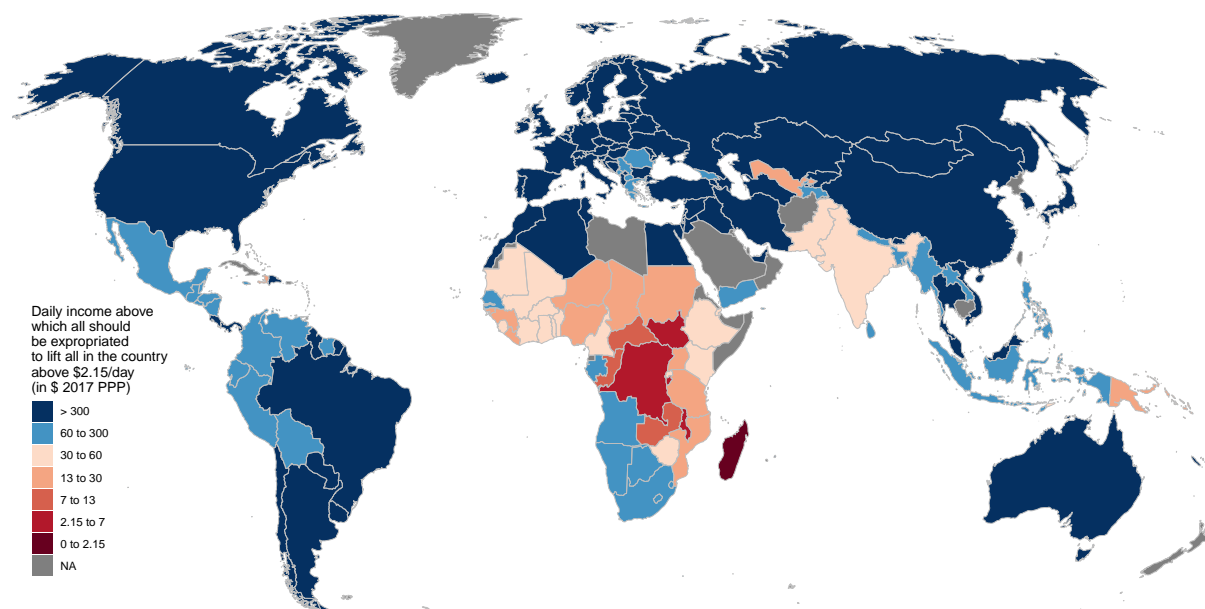 Daily income above
which all should
be expropriated
to lift all in the country
above $2.15/day
(in $ 2017 PPP)
> 300
60 to 300
30 to 60
13 to 30
7 to 13
2.15 to 7
0 to 2.15
NA